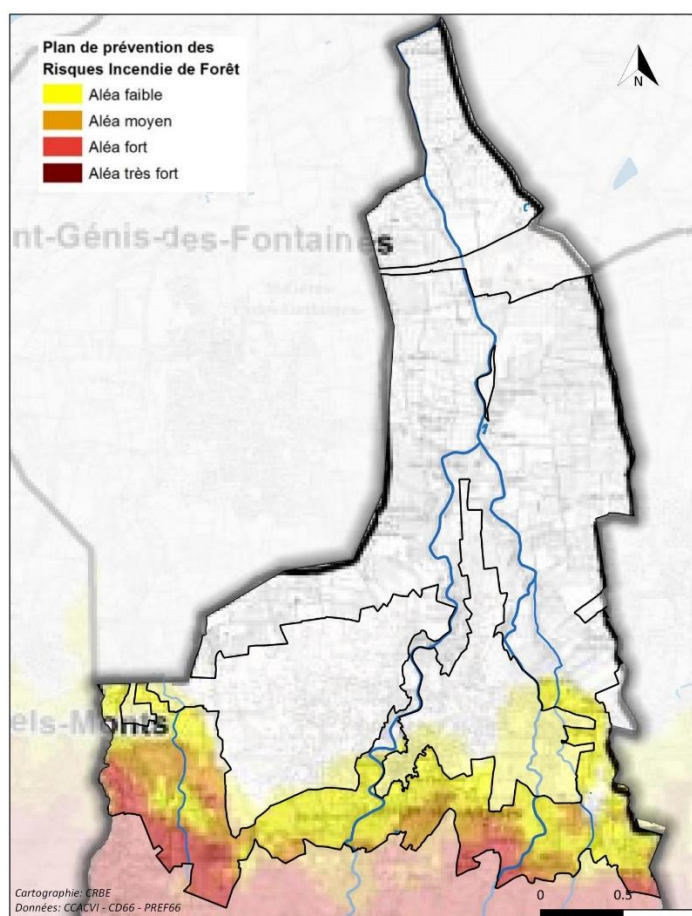 Plan de prévention des
Risques Incendie de Forêt
Aléa faible
Aléa moyen
Aléa fort
Aléa très fort
N
nt-Génis-des-Fontaines
els-Monts
Cartographie: CRBE
Données: CCACVI - CD66 - PREF66
0 0.5